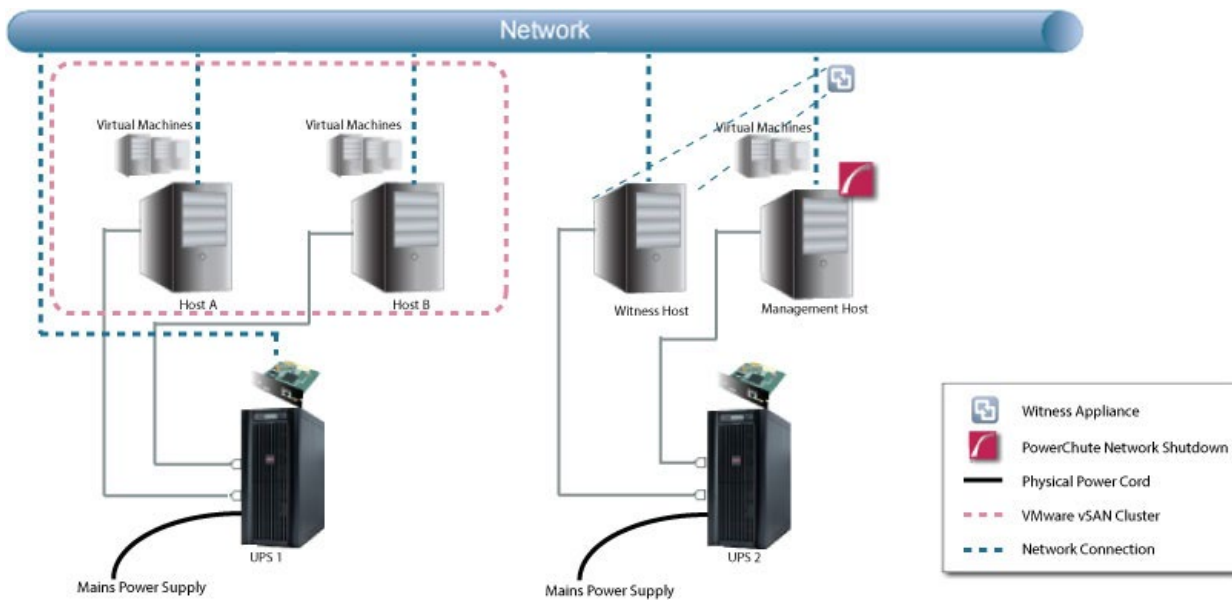 Network
Virtual Machines
Virtual Machines
Virtual Machines
Host A
Host B
Witness Host
Management Host
UPS 1
UPS 2
Mains Power Supply
Mains Power Supply
Witness Appliance
PowerChute Network Shutdown
Physical Power Cord
VMware vSAN Cluster
Network Connection